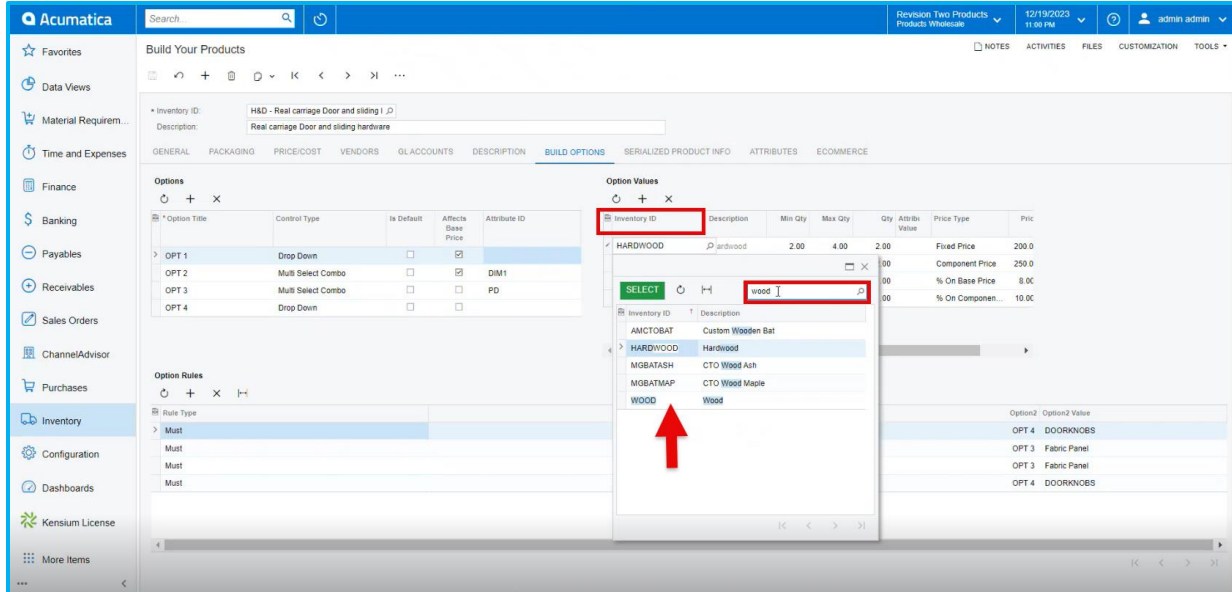 Acumatica
Search...
Revision Two Products
Products Wholesale
12/19/2023
11:00 PM
admin admin
Favorites
Data Views
Material Requirem...
Time and Expenses
Finance
Banking
Payables
Receivables
Sales Orders
ChannelAdvisor
Purchases
Inventory
Configuration
Dashboards
Kensium License
More Items
Build Your Products
NOTES ACTIVITIES FILES CUSTOMIZATION TOOLS
* Inventory ID: H&D - Real carriage Door and sliding
Description: Real carriage Door and sliding hardware
GENERAL PACKAGING PRICE/COST VENDORS GL ACCOUNTS DESCRIPTION BUILD OPTIONS SERIALIZED PRODUCT INFO ATTRIBUTES ECOMMERCE
Options
* Option Title Control Type Is Default Affects Base Price Attribute ID
OPT 1 Drop Down
OPT 2 Multi Select Combo DIM1
OPT 3 Multi Select Combo PD
OPT 4 Drop Down
Option Values
Inventory ID Description Min Qty Max Qty Qty Attribu Value Price Type Pric
HARDWOOD ardwood 2.00 4.00 2.00 Fixed Price 200.0
.00 Component Price 250.0
.00 % On Base Price 8.00
.00 % On Componen... 10.00
SELECT wood
Inventory ID Description
AMCTOBAT Custom Wooden Bat
HARDWOOD Hardwood
MGBATASH CTO Wood Ash
MGBATMAP CTO Wood Maple
WOOD Wood
Option Rules
Rule Type Option2 Option2 Value
Must OPT 4 DOORKNOBS
Must OPT 3 Fabric Panel
Must OPT 3 Fabric Panel
Must OPT 4 DOORKNOBS